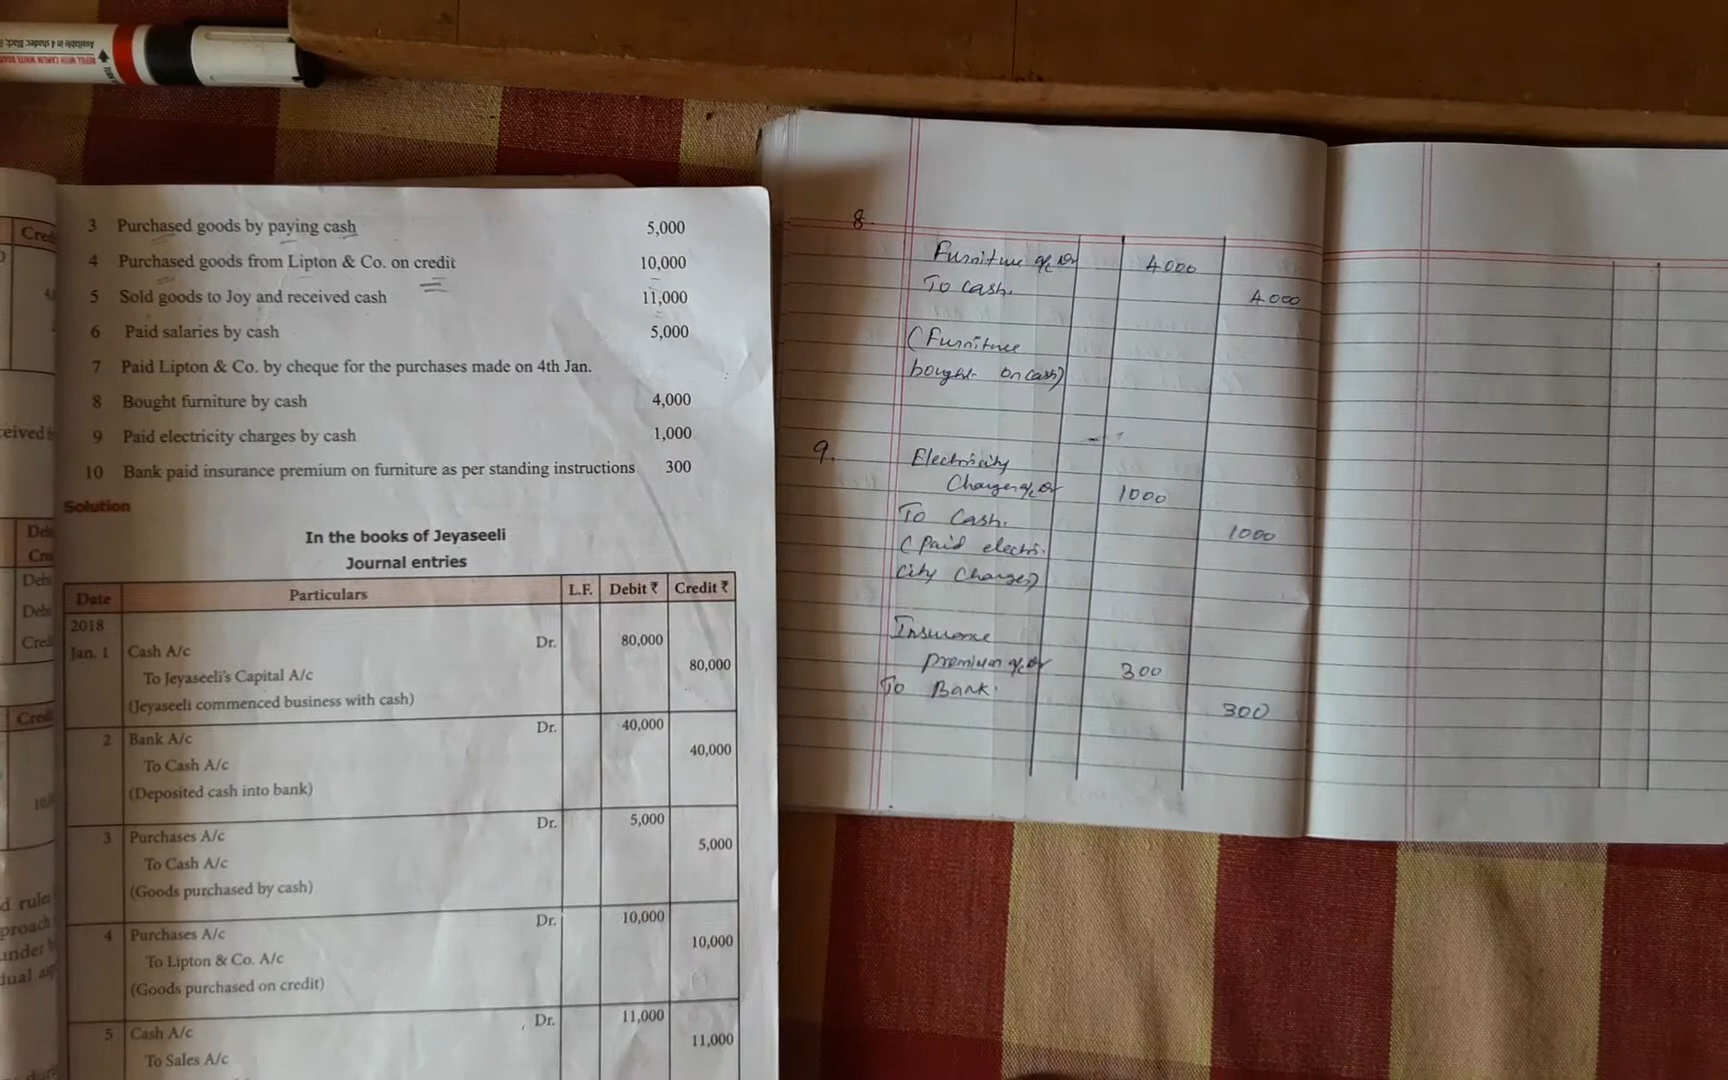 Available in 4 shades: Black,
REFILL WITH CAMLIN WHITE
3 Purchased goods by paying cash 5,000
4 Purchased goods from Lipton & Co. on credit 10,000
5 Sold goods to Joy and received cash 11,000
6 Paid salaries by cash 5,000
7 Paid Lipton & Co. by cheque for the purchases made on 4th Jan.
8 Bought furniture by cash 4,000
9 Paid electricity charges by cash 1,000
10 Bank paid insurance premium on furniture as per standing instructions 300
Solution
In the books of Jeyaseeli
Journal entries
Date Particulars L.F. Debit ₹ Credit ₹
2018
Jan. 1 Cash A/c Dr. 80,000
To Jeyaseeli's Capital A/c 80,000
(Jeyaseeli commenced business with cash)
2 Bank A/c Dr. 40,000
To Cash A/c 40,000
(Deposited cash into bank)
3 Purchases A/c Dr. 5,000
To Cash A/c 5,000
(Goods purchased by cash)
4 Purchases A/c Dr. 10,000
To Lipton & Co. A/c 10,000
(Goods purchased on credit)
5 Cash A/c Dr. 11,000
To Sales A/c 11,000
8.
Furniture a/c Dr 4000
To cash. 4000
(Furniture
bought on cash)
9.
Electricity
Charges a/c Dr 1000
To Cash. 1000
(Paid electri.
city Charges)
Insurance
premium a/c Dr 300
To Bank. 300